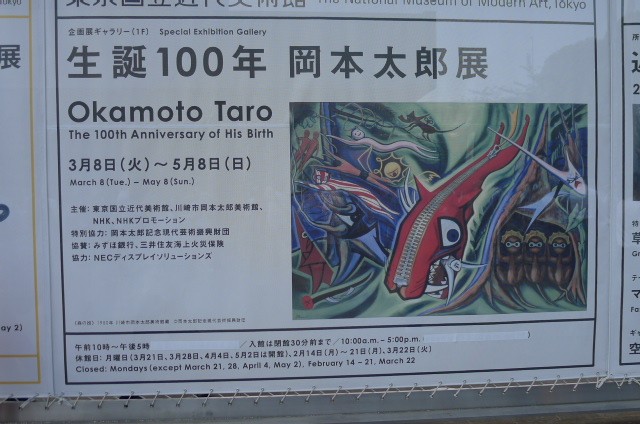 東京国立近代美術館 The National Museum of Modern Art, Tokyo
企画展ギャラリー(1F) Special Exhibition Gallery
生誕100年 岡本太郎展
Okamoto Taro
The 100th Anniversary of His Birth
3月8日(火)～5月8日(日)
March 8 (Tue.) – May 8 (Sun.)
主催:東京国立近代美術館、川崎市岡本太郎美術館、
NHK、NHKプロモーション
特別協力:岡本太郎記念現代芸術振興財団
協賛:みずほ銀行、三井住友海上火災保険
協力:NECディスプレイソリューションズ
午前10時～午後5時 / 入館は閉館30分前まで / 10:00a.m. – 5:00p.m.
休館日:月曜日(3月21日、3月28日、4月4日、5月2日は開館)、2月14日(月)～21日(月)、3月22日(火)
Closed: Mondays (except March 21, 28, April 4, May 2), February 14 – 21, March 22
展
ay 2)